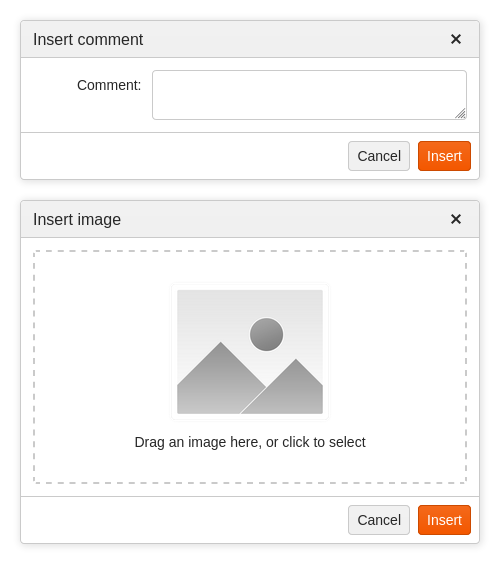 Insert comment ×
Comment:
Cancel Insert
Insert image ×
Drag an image here, or click to select
Cancel Insert